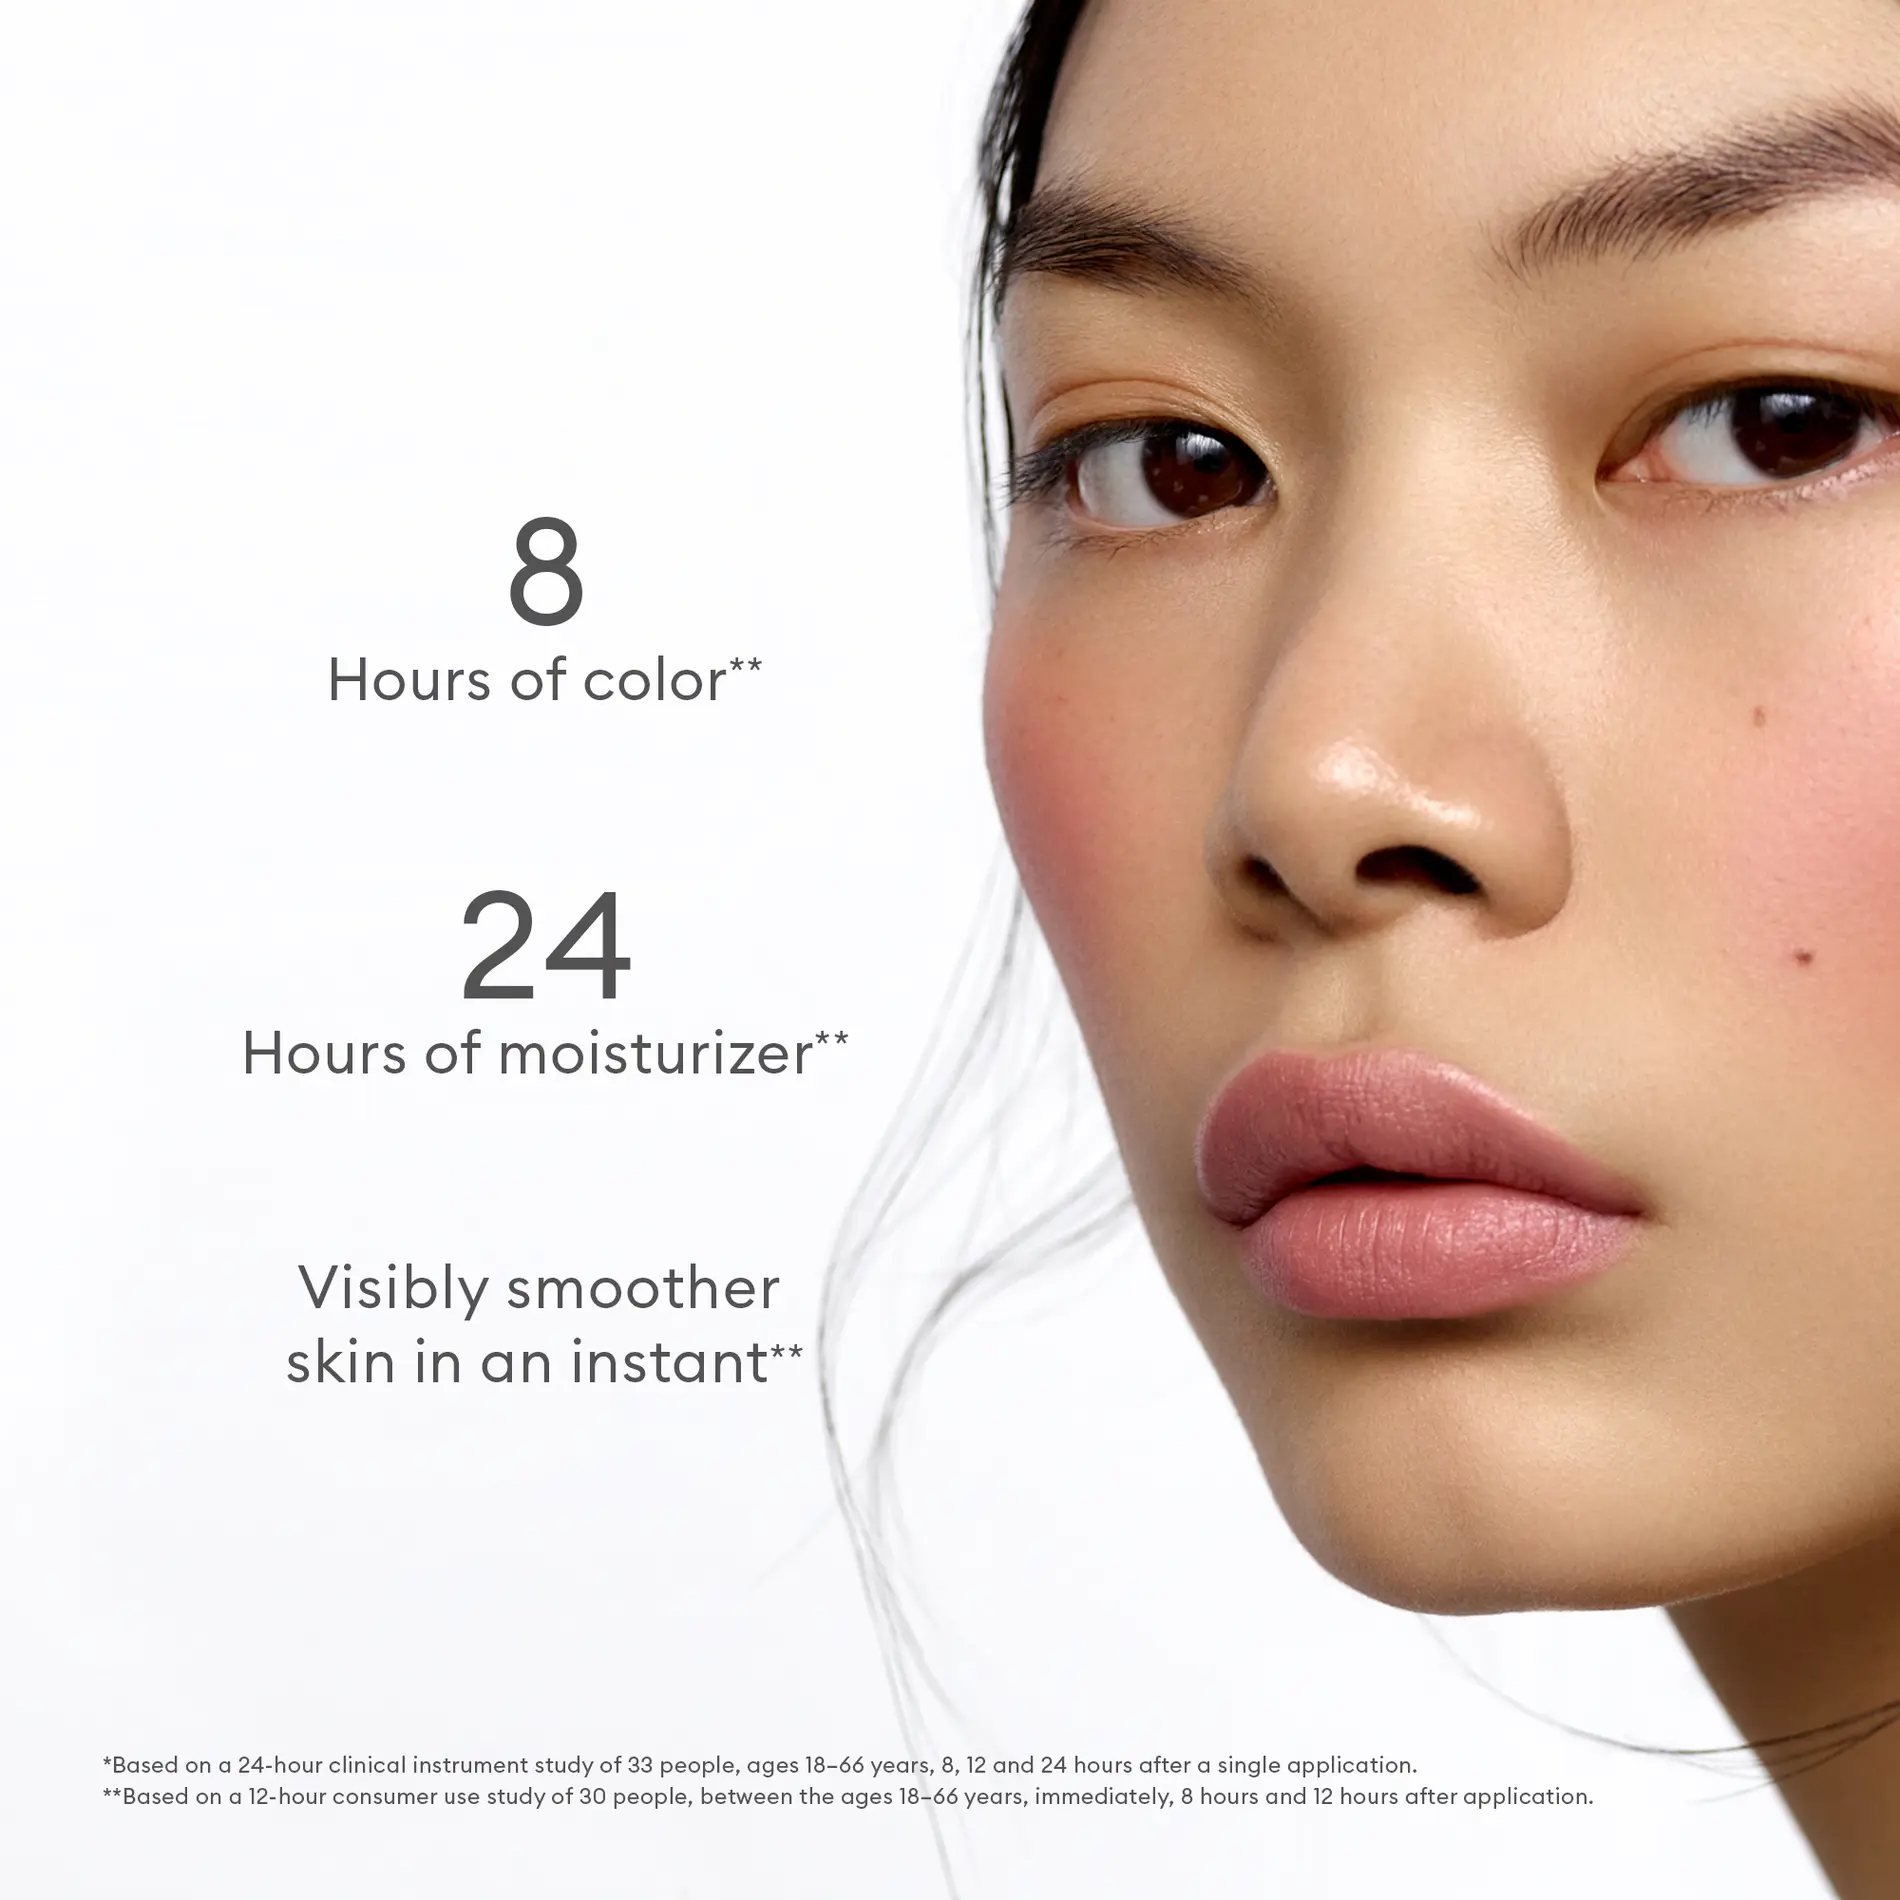 8
Hours of color**
24
Hours of moisturizer**
Visibly smoother
skin in an instant**
*Based on a 24-hour clinical instrument study of 33 people, ages 18–66 years, 8, 12 and 24 hours after a single application.
**Based on a 12-hour consumer use study of 30 people, between the ages 18–66 years, immediately, 8 hours and 12 hours after application.